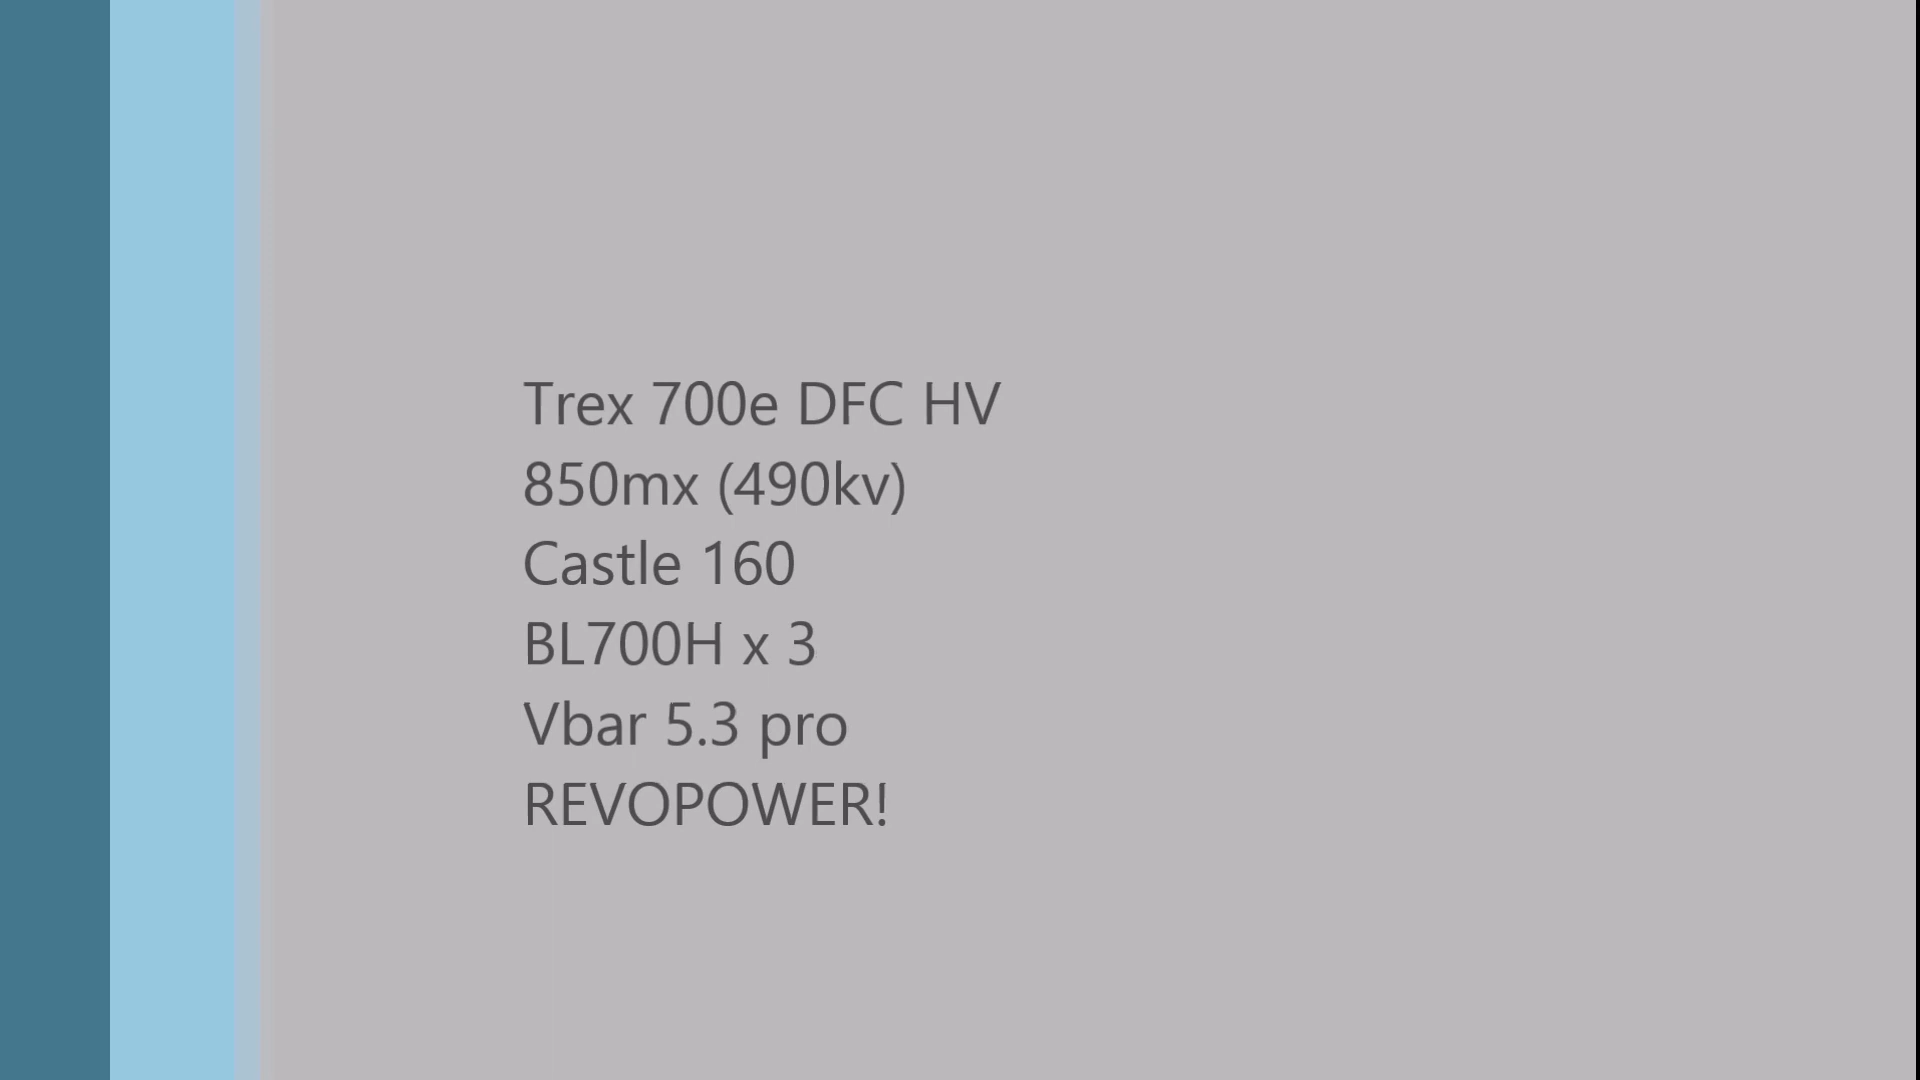 Trex 700e DFC HV
850mx (490kv)
Castle 160
BL700H x 3
Vbar 5.3 pro
REVOPOWER!